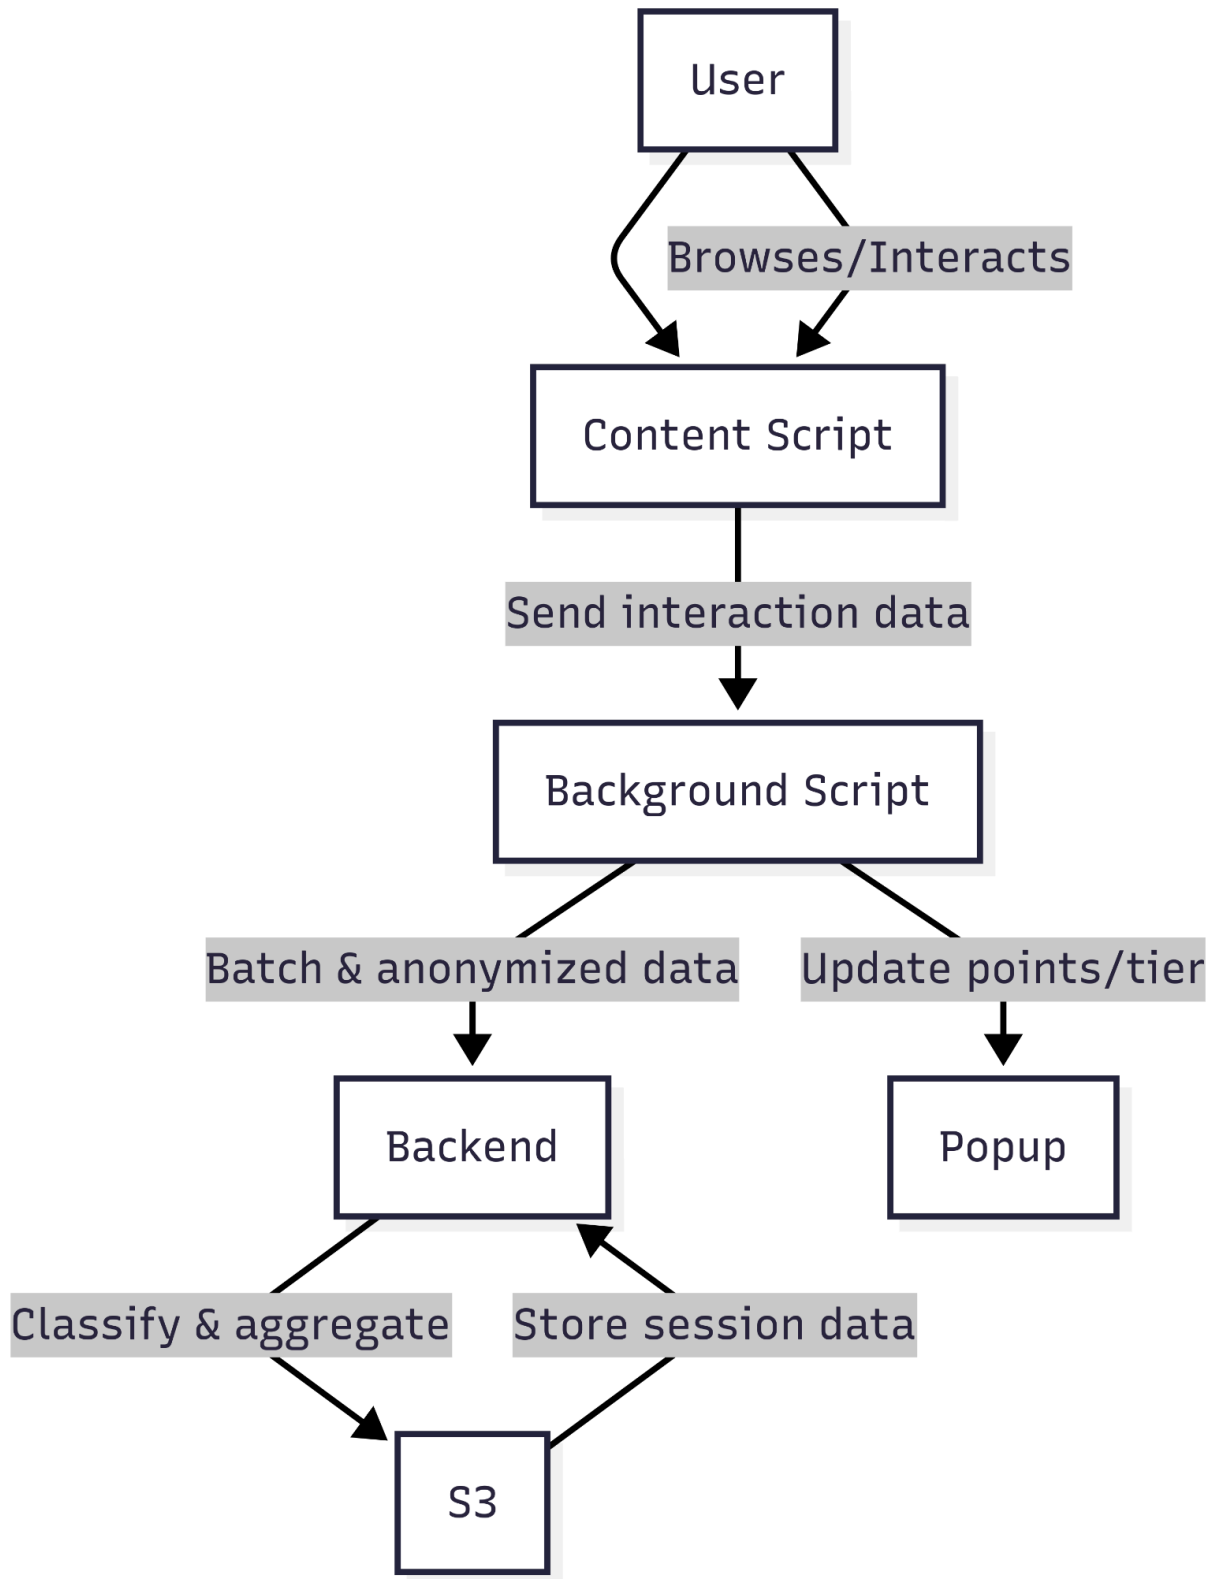 User
Browses/Interacts
Content Script
Send interaction data
Background Script
Batch & anonymized data
Update points/tier
Backend
Popup
Classify & aggregate
Store session data
S3